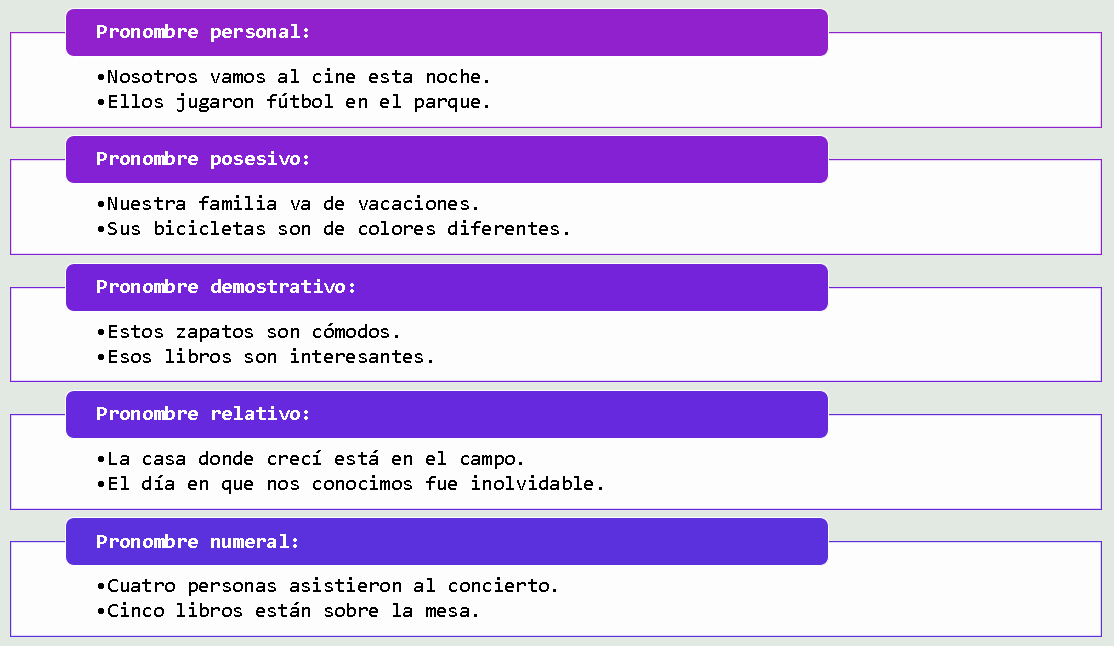 Pronombre personal:
•Nosotros vamos al cine esta noche.
•Ellos jugaron fútbol en el parque.
Pronombre posesivo:
•Nuestra familia va de vacaciones.
•Sus bicicletas son de colores diferentes.
Pronombre demostrativo:
•Estos zapatos son cómodos.
•Esos libros son interesantes.
Pronombre relativo:
•La casa donde crecí está en el campo.
•El día en que nos conocimos fue inolvidable.
Pronombre numeral:
•Cuatro personas asistieron al concierto.
•Cinco libros están sobre la mesa.